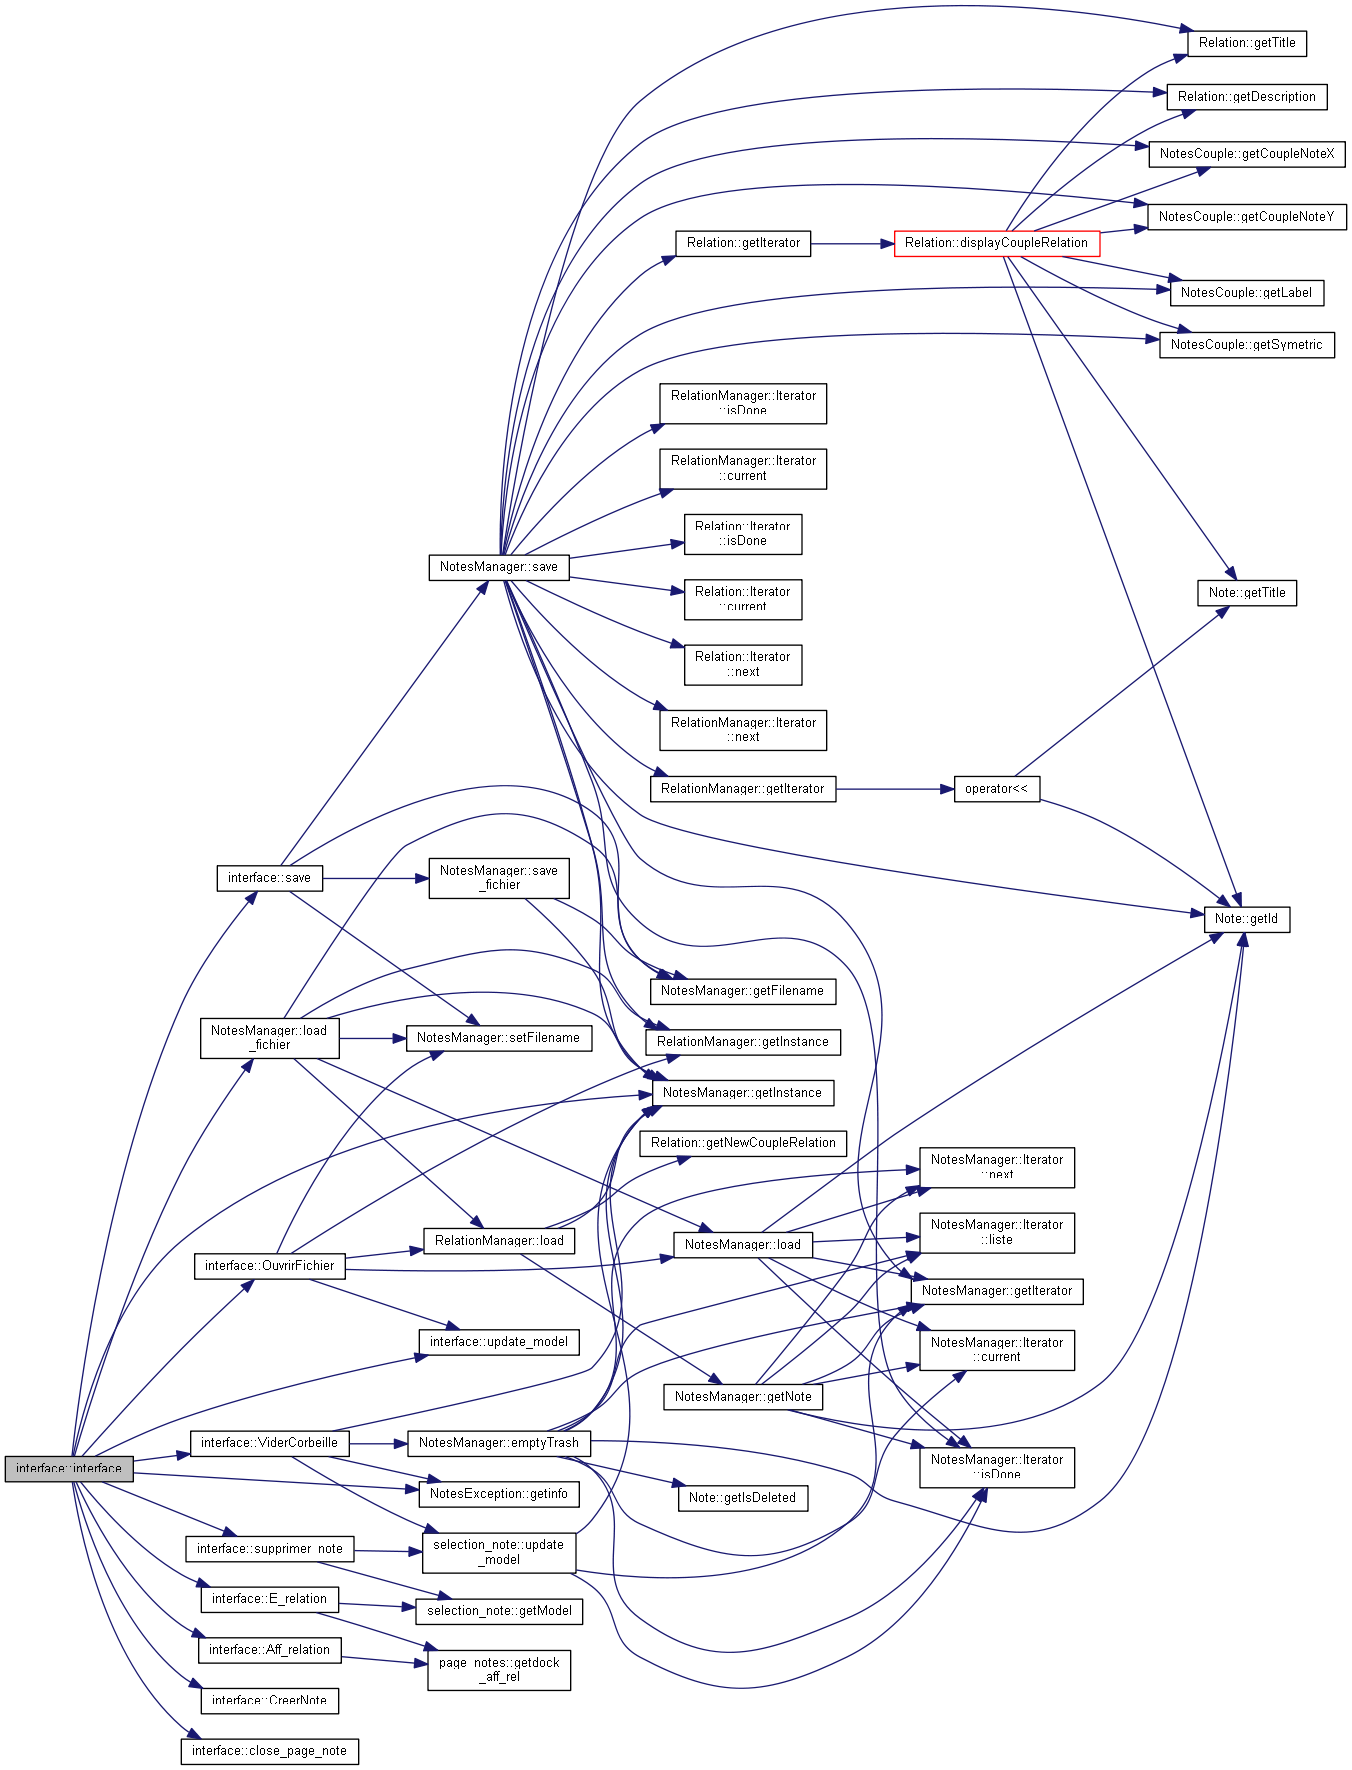 Relation::getTitle
Relation::getDescription
NotesCouple::getCoupleNoteX
NotesCouple::getCoupleNoteY
Relation::getIterator
Relation::displayCoupleRelation
NotesCouple::getLabel
NotesCouple::getSymetric
RelationManager::Iterator
::isDone
RelationManager::Iterator
::current
Relation::Iterator
::isDone
NotesManager::save
Relation::Iterator
::current
Note::getTitle
Relation::Iterator
::next
RelationManager::Iterator
::next
RelationManager::getIterator
operator<<
interface::save
NotesManager::save
_fichier
Note::getId
NotesManager::getFilename
NotesManager::load
_fichier
NotesManager::setFilename
RelationManager::getInstance
NotesManager::getInstance
Relation::getNewCoupleRelation
NotesManager::Iterator
::next
RelationManager::load
NotesManager::load
NotesManager::Iterator
::liste
interface::OuvrirFichier
NotesManager::getIterator
interface::update_model
NotesManager::Iterator
::current
NotesManager::getNote
interface::ViderCorbeille
NotesManager::emptyTrash
interface::interface
NotesManager::Iterator
::isDone
NotesException::getinfo
Note::getIsDeleted
interface::supprimer_note
selection_note::update
_model
interface::E_relation
selection_note::getModel
interface::Aff_relation
page_notes::getdock
_aff_rel
interface::CreerNote
interface::close_page_note